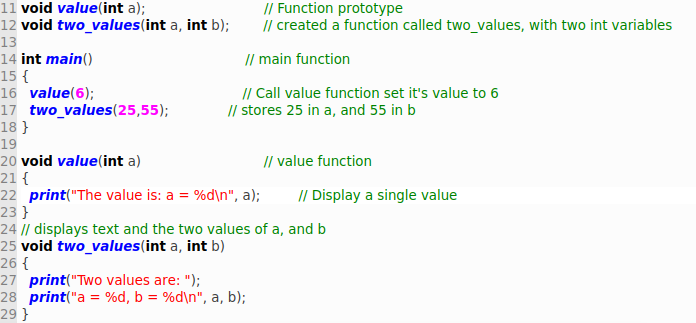 11 void value(int a); // Function prototype
12 void two_values(int a, int b); // created a function called two_values, with two int variables
13
14 int main() // main function
15 {
16 value(6); // Call value function set it's value to 6
17 two_values(25,55); // stores 25 in a, and 55 in b
18 }
19
20 void value(int a) // value function
21 {
22 print("The value is: a = %d\n", a); // Display a single value
23 }
24 // displays text and the two values of a, and b
25 void two_values(int a, int b)
26 {
27 print("Two values are: ");
28 print("a = %d, b = %d\n", a, b);
29 }